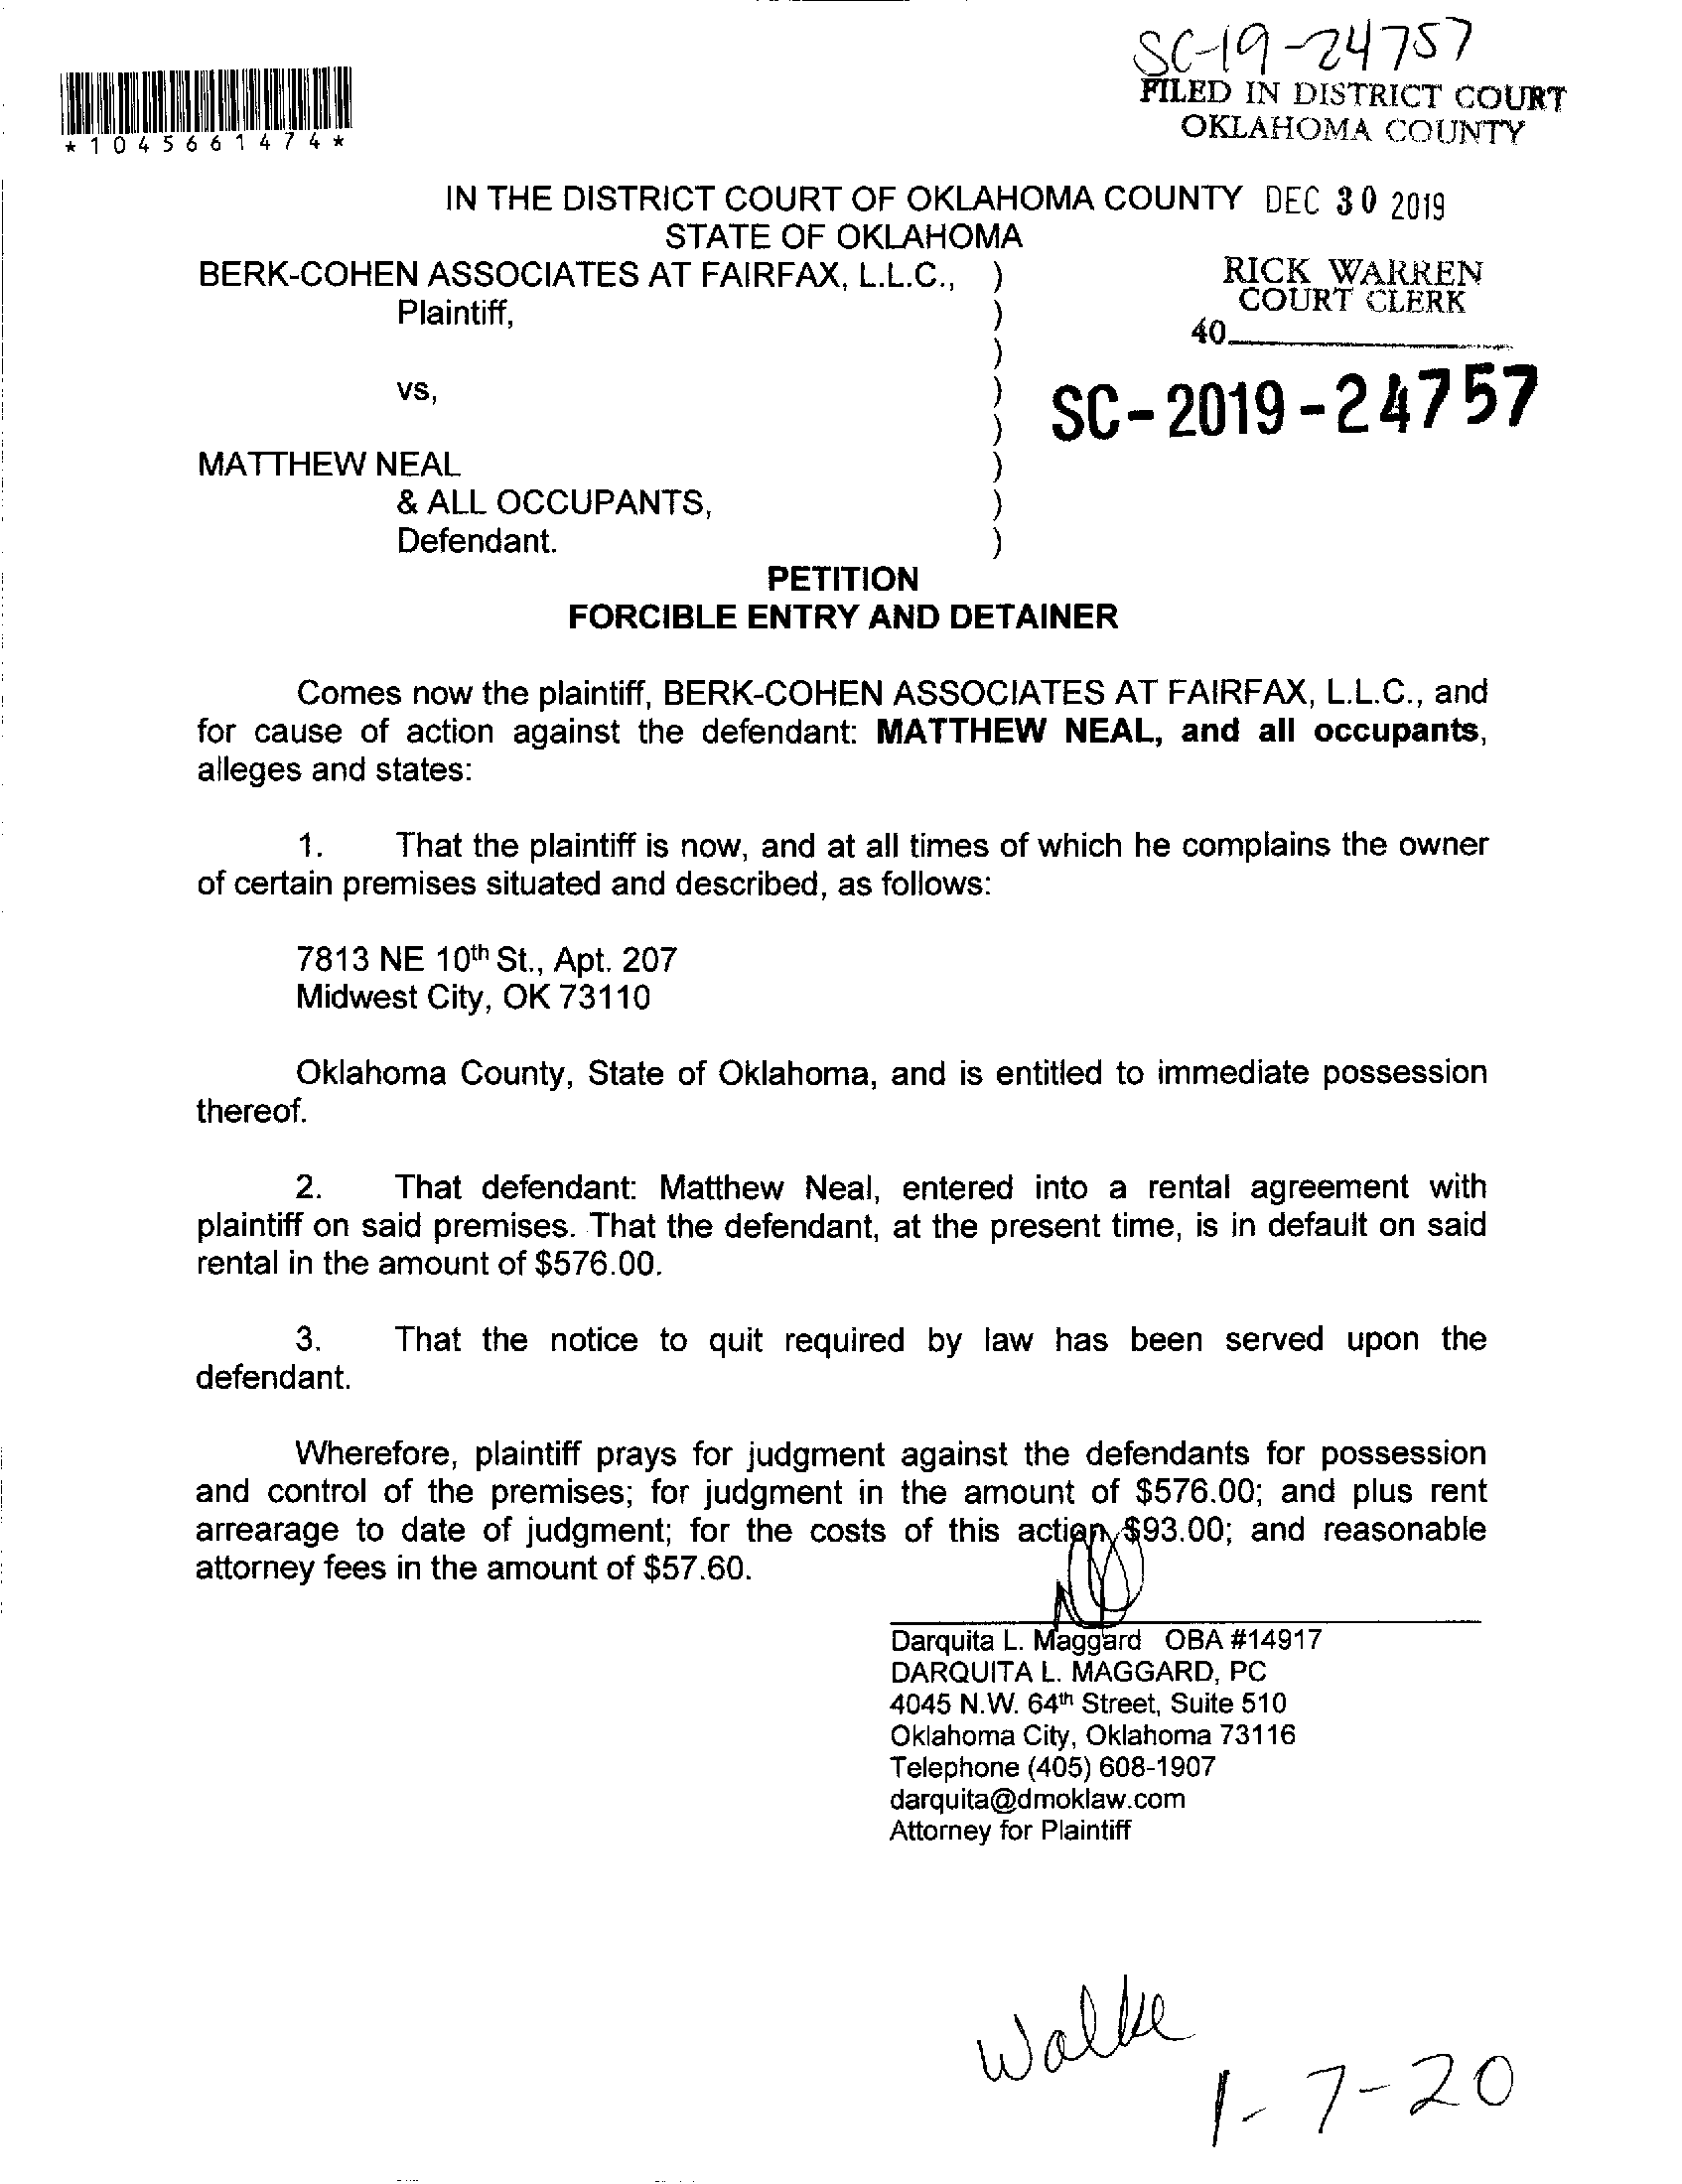 SC-19-24757
FILED IN DISTRICT COURT
OKLAHOMA COUNTY
*1045661474*
IN THE DISTRICT COURT OF OKLAHOMA COUNTY DEC 30 2019
STATE OF OKLAHOMA
BERK-COHEN ASSOCIATES AT FAIRFAX, L.L.C., )
RICK WARREN
COURT CLERK
Plaintiff, )
40
)
vs, )
SC-2019-24757
)
MATTHEW NEAL )
& ALL OCCUPANTS, )
Defendant. )
PETITION
FORCIBLE ENTRY AND DETAINER
Comes now the plaintiff, BERK-COHEN ASSOCIATES AT FAIRFAX, L.L.C., and
for cause of action against the defendant: MATTHEW NEAL, and all occupants,
alleges and states:
1. That the plaintiff is now, and at all times of which he complains the owner
of certain premises situated and described, as follows:
7813 NE 10th St., Apt. 207
Midwest City, OK 73110
Oklahoma County, State of Oklahoma, and is entitled to immediate possession
thereof.
2. That defendant: Matthew Neal, entered into a rental agreement with
plaintiff on said premises. That the defendant, at the present time, is in default on said
rental in the amount of $576.00.
3. That the notice to quit required by law has been served upon the
defendant.
Wherefore, plaintiff prays for judgment against the defendants for possession
and control of the premises; for judgment in the amount of $576.00; and plus rent
arrearage to date of judgment; for the costs of this action $93.00; and reasonable
attorney fees in the amount of $57.60.
Darquita L. Maggard OBA #14917
DARQUITA L. MAGGARD, PC
4045 N.W. 64th Street, Suite 510
Oklahoma City, Oklahoma 73116
Telephone (405) 608-1907
darquita@dmoklaw.com
Attorney for Plaintiff
Walke
1-7-20